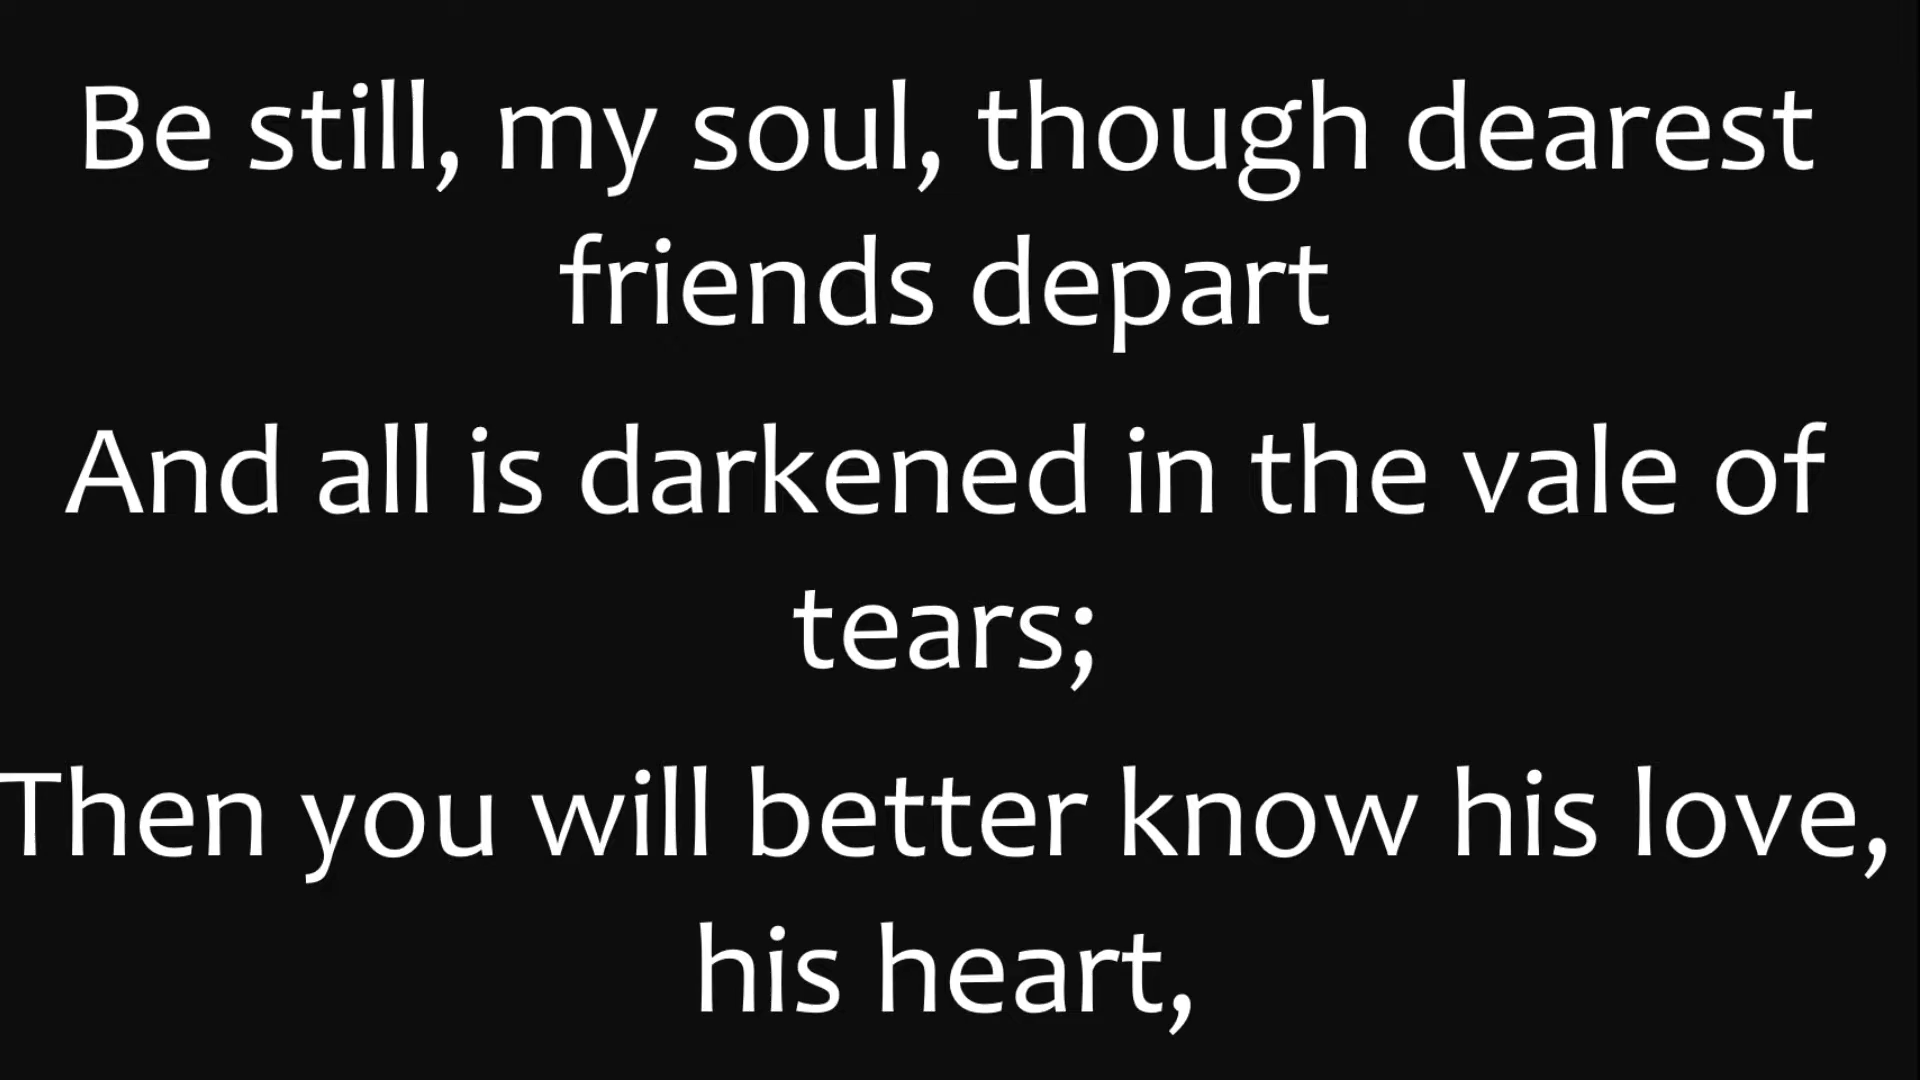 Be still, my soul, though dearest
friends depart
And all is darkened in the vale of
tears;
Then you will better know his love,
his heart,